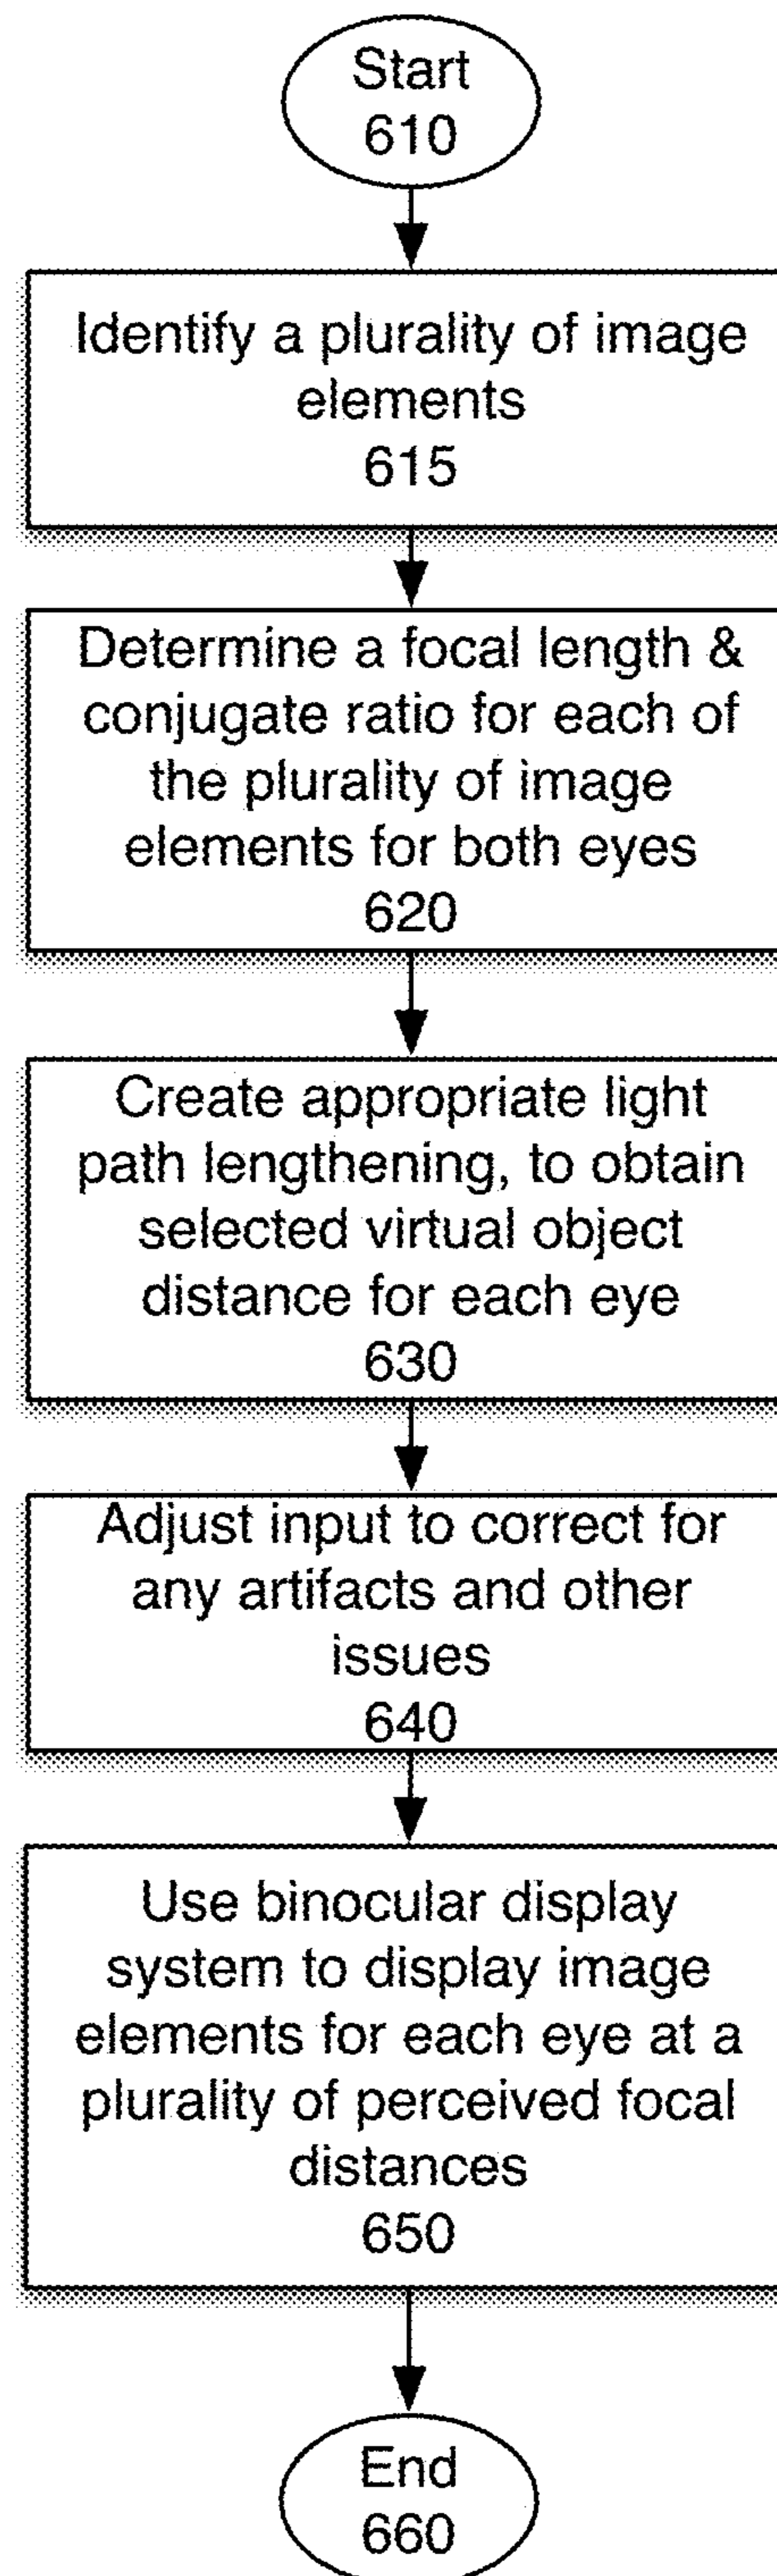 Start
610
Identify a plurality of image
elements
615
Determine a focal length &
conjugate ratio for each of
the plurality of image
elements for both eyes
620
Create appropriate light
path lengthening, to obtain
selected virtual object
distance for each eye
630
Adjust input to correct for
any artifacts and other
issues
640
Use binocular display
system to display image
elements for each eye at a
plurality of perceived focal
distances
650
End
660